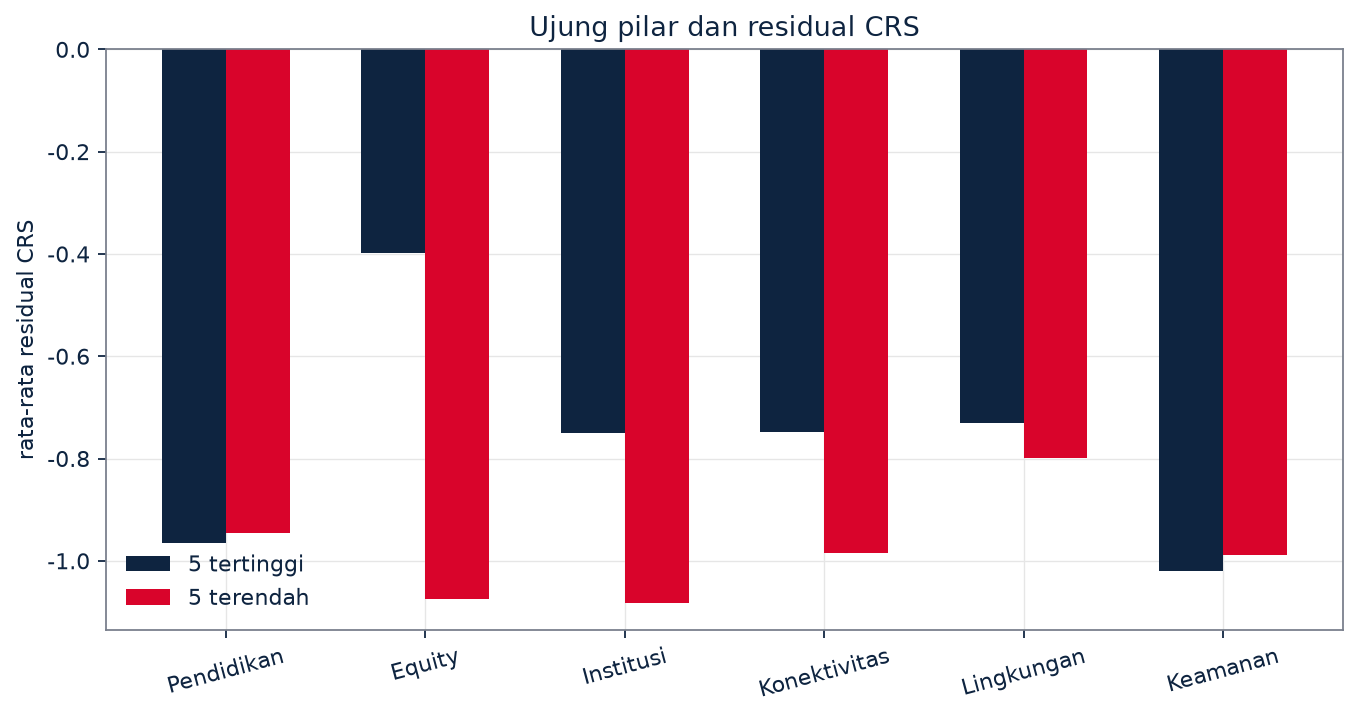 Ujung pilar dan residual CRS
rata-rata residual CRS
0.0
-0.2
-0.4
-0.6
-0.8
-1.0
5 tertinggi
5 terendah
Pendidikan
Equity
Institusi
Konektivitas
Lingkungan
Keamanan